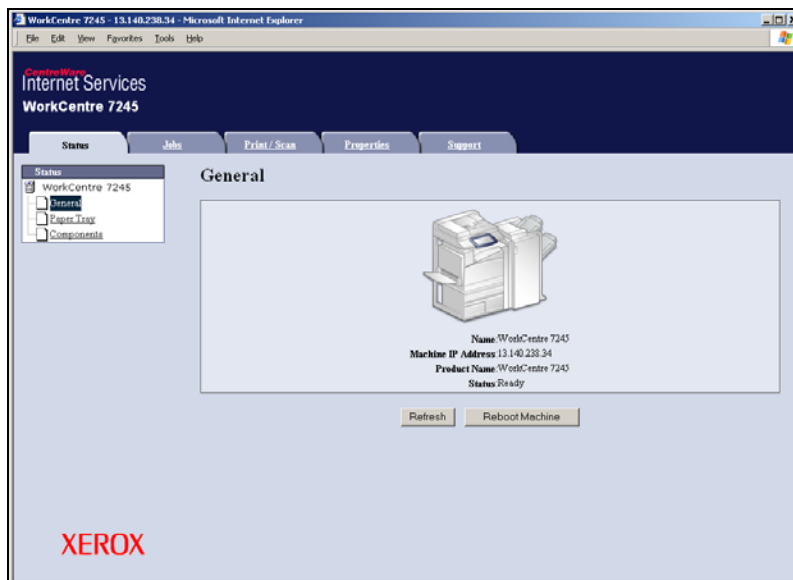 WorkCentre 7245 - 13.140.238.34 - Microsoft Internet Explorer
File Edit View Favorites Tools Help
CentreWare
Internet Services
WorkCentre 7245
Status Jobs Print / Scan Properties Support
Status
WorkCentre 7245
General
Paper Tray
Components
General
Name:WorkCentre 7245
Machine IP Address:13.140.238.34
Product Name:WorkCentre 7245
Status:Ready
Refresh Reboot Machine
XEROX